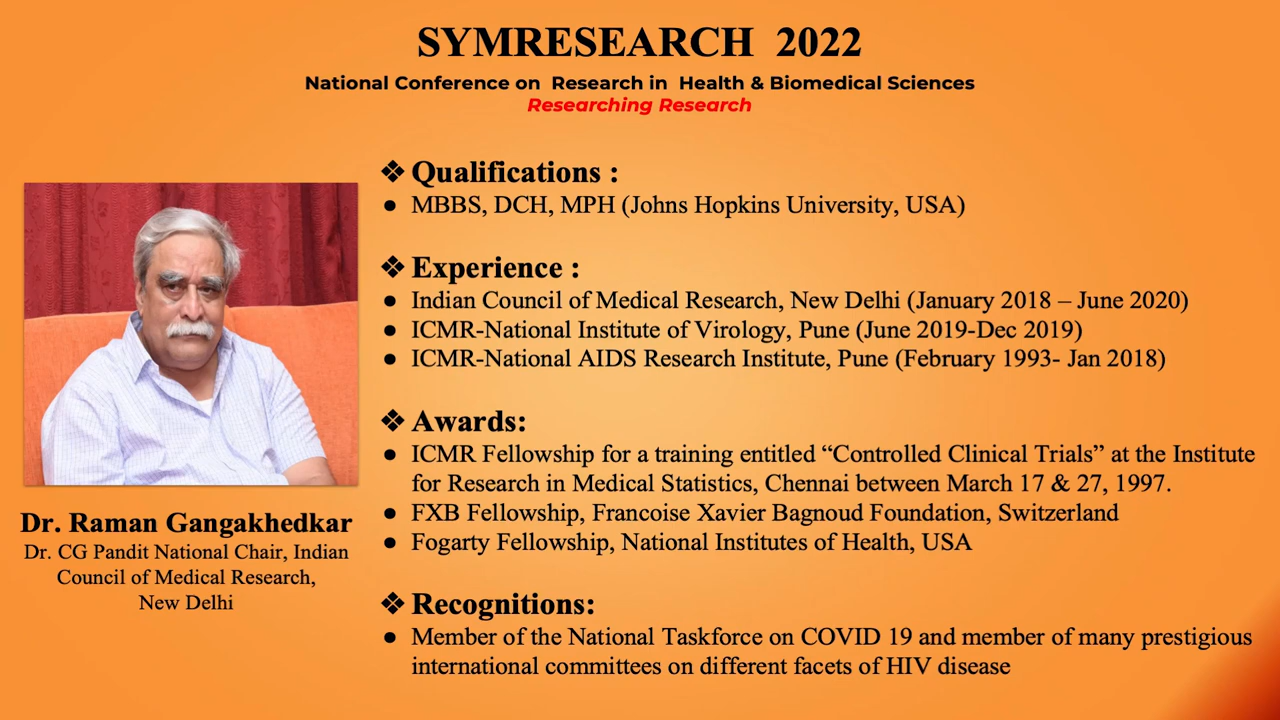 SYMRESEARCH 2022
National Conference on Research in Health & Biomedical Sciences
Researching Research
❖ Qualifications :
● MBBS, DCH, MPH (Johns Hopkins University, USA)
❖ Experience :
● Indian Council of Medical Research, New Delhi (January 2018 – June 2020)
● ICMR-National Institute of Virology, Pune (June 2019-Dec 2019)
● ICMR-National AIDS Research Institute, Pune (February 1993- Jan 2018)
❖ Awards:
● ICMR Fellowship for a training entitled “Controlled Clinical Trials” at the Institute
for Research in Medical Statistics, Chennai between March 17 & 27, 1997.
● FXB Fellowship, Francoise Xavier Bagnoud Foundation, Switzerland
● Fogarty Fellowship, National Institutes of Health, USA
❖ Recognitions:
● Member of the National Taskforce on COVID 19 and member of many prestigious
international committees on different facets of HIV disease
Dr. Raman Gangakhedkar
Dr. CG Pandit National Chair, Indian
Council of Medical Research,
New Delhi